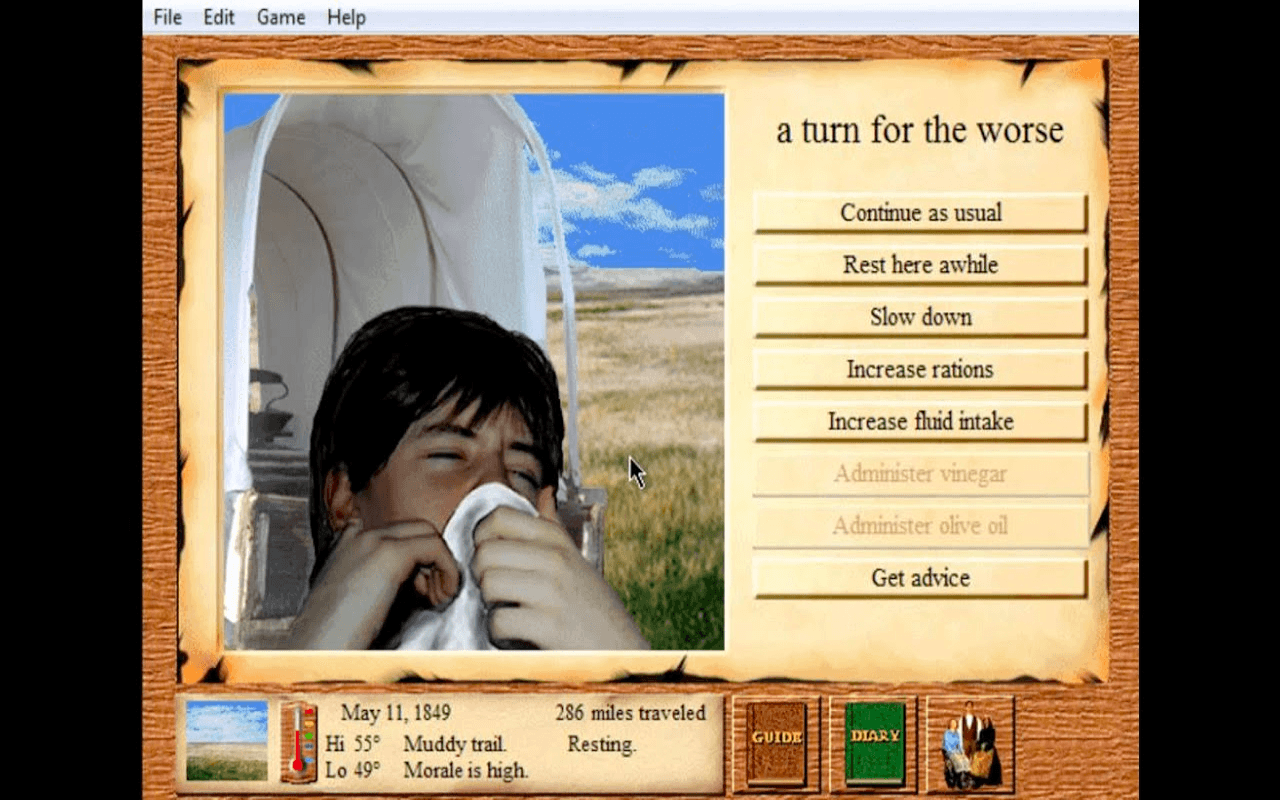 File Edit Game Help
a turn for the worse
Continue as usual
Rest here awhile
Slow down
Increase rations
Increase fluid intake
Administer vinegar
Administer olive oil
Get advice
May 11, 1849 286 miles traveled
Hi 55° Muddy trail. Resting.
Lo 49° Morale is high.
GUIDE DIARY